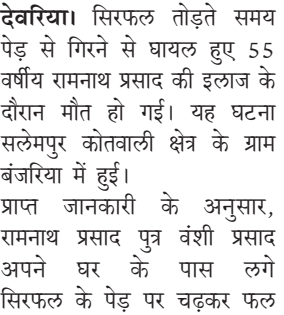 देवरिया। सिरफल तोड़ते समय
पेड़ से गिरने से घायल हुए 55
वर्षीय रामनाथ प्रसाद की इलाज के
दौरान मौत हो गई। यह घटना
सलेमपुर कोतवाली क्षेत्र के ग्राम
बंजरिया में हुई।
प्राप्त जानकारी के अनुसार,
रामनाथ प्रसाद पुत्र वंशी प्रसाद
अपने घर के पास लगे
सिरफल के पेड़ पर चढ़कर फल